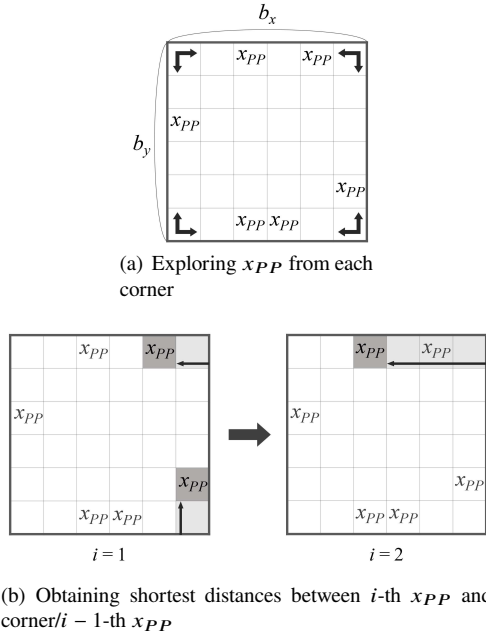 b_x
x_PP x_PP
x_PP
b_y
x_PP
x_PP x_PP
(a) Exploring x_PP from each
corner
x_PP x_PP
x_PP
x_PP
x_PP x_PP
i = 1
x_PP x_PP
x_PP
x_PP
x_PP x_PP
i = 2
(b) Obtaining shortest distances between i-th x_PP and
corner/i − 1-th x_PP